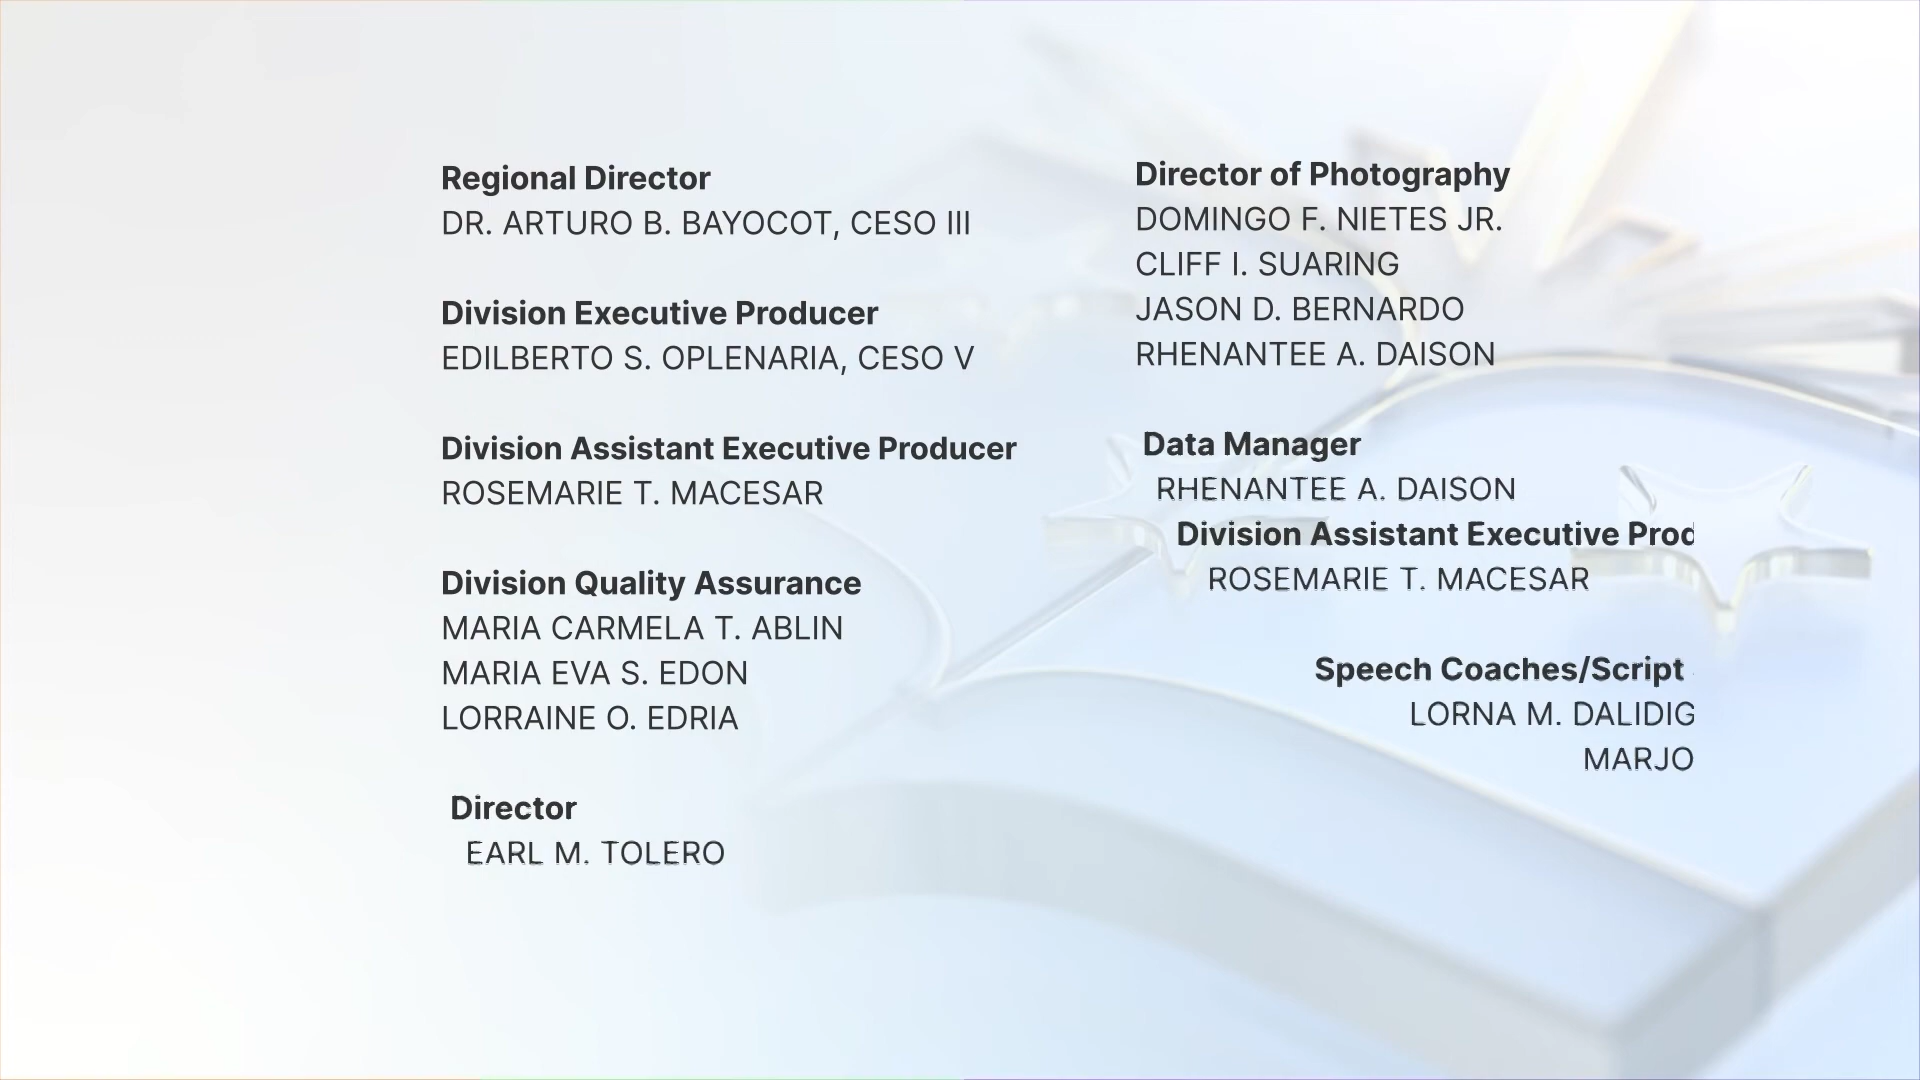 Regional Director
DR. ARTURO B. BAYOCOT, CESO III
Division Executive Producer
EDILBERTO S. OPLENARIA, CESO V
Division Assistant Executive Producer
ROSEMARIE T. MACESAR
Division Quality Assurance
MARIA CARMELA T. ABLIN
MARIA EVA S. EDON
LORRAINE O. EDRIA
Director
EARL M. TOLERO
Director of Photography
DOMINGO F. NIETES JR.
CLIFF I. SUARING
JASON D. BERNARDO
RHENANTEE A. DAISON
Data Manager
RHENANTEE A. DAISON
Division Assistant Executive Prod
ROSEMARIE T. MACESAR
Speech Coaches/Script
LORNA M. DALIDIG
MARJO